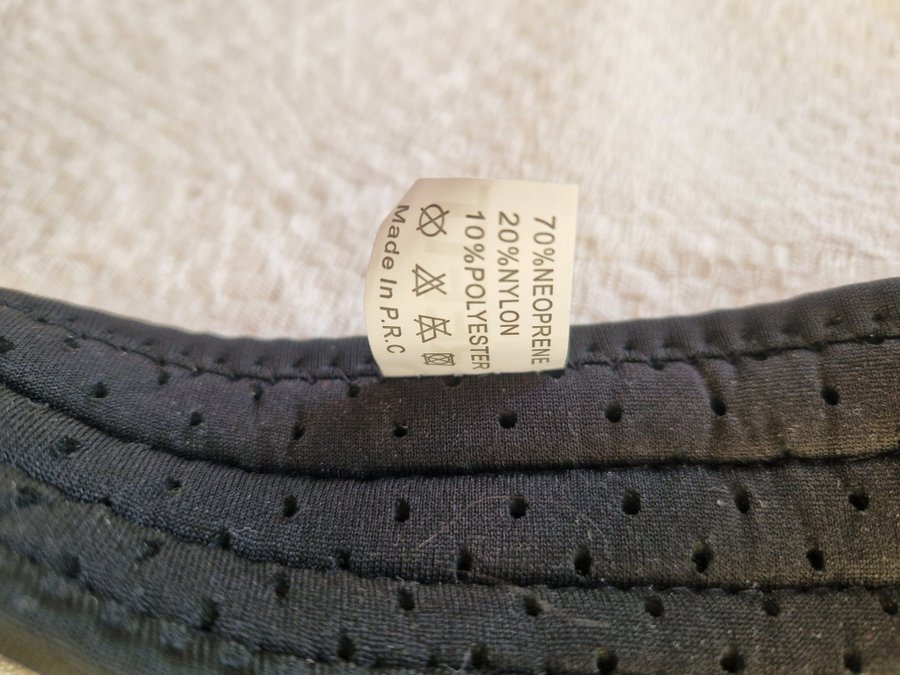 70%NEOPRENE
20%NYLON
10%POLYESTER
Made In P.R.C